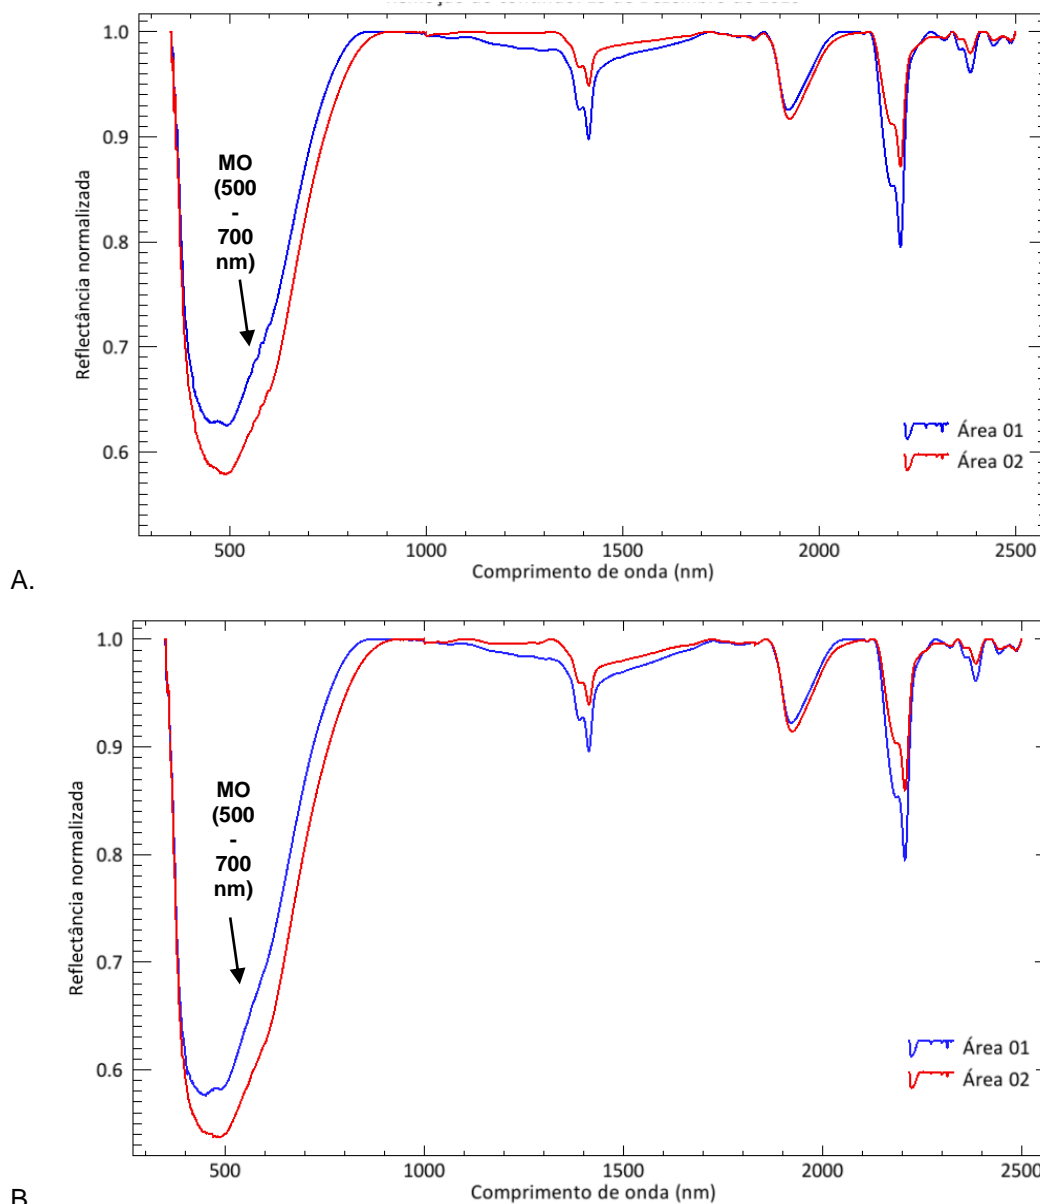 1.0
0.9
0.8
0.7
0.6
Reflectância normalizada
MO
(500
-
700
nm)
Área 01
Área 02
500 1000 1500 2000 2500
Comprimento de onda (nm)
A.
1.0
0.9
0.8
0.7
0.6
Reflectância normalizada
MO
(500
-
700
nm)
Área 01
Área 02
500 1000 1500 2000 2500
Comprimento de onda (nm)
B